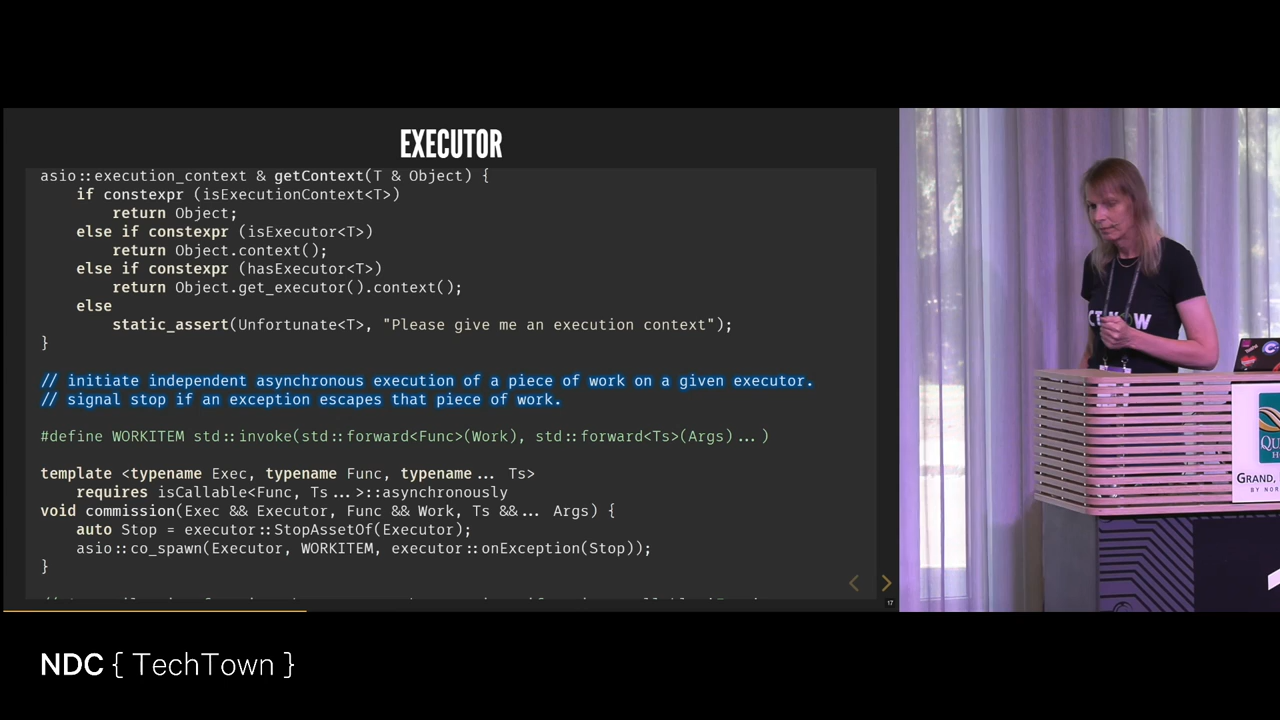 EXECUTOR
asio::execution_context & getContext(T & Object) {
    if constexpr (isExecutionContext<T>)
        return Object;
    else if constexpr (isExecutor<T>)
        return Object.context();
    else if constexpr (hasExecutor<T>)
        return Object.get_executor().context();
    else
        static_assert(Unfortunate<T>, "Please give me an execution context");
}
// initiate independent asynchronous execution of a piece of work on a given executor.
// signal stop if an exception escapes that piece of work.
#define WORKITEM std::invoke(std::forward<Func>(Work), std::forward<Ts>(Args)...)
template <typename Exec, typename Func, typename... Ts>
    requires isCallable<Func, Ts...>::asynchronously
void commission(Exec && Executor, Func && Work, Ts &&... Args) {
    auto Stop = executor::StopAssetOf(Executor);
    asio::co_spawn(Executor, WORKITEM, executor::onException(Stop));
}
17
GRAND,
BY NOR
NDC { TechTown }